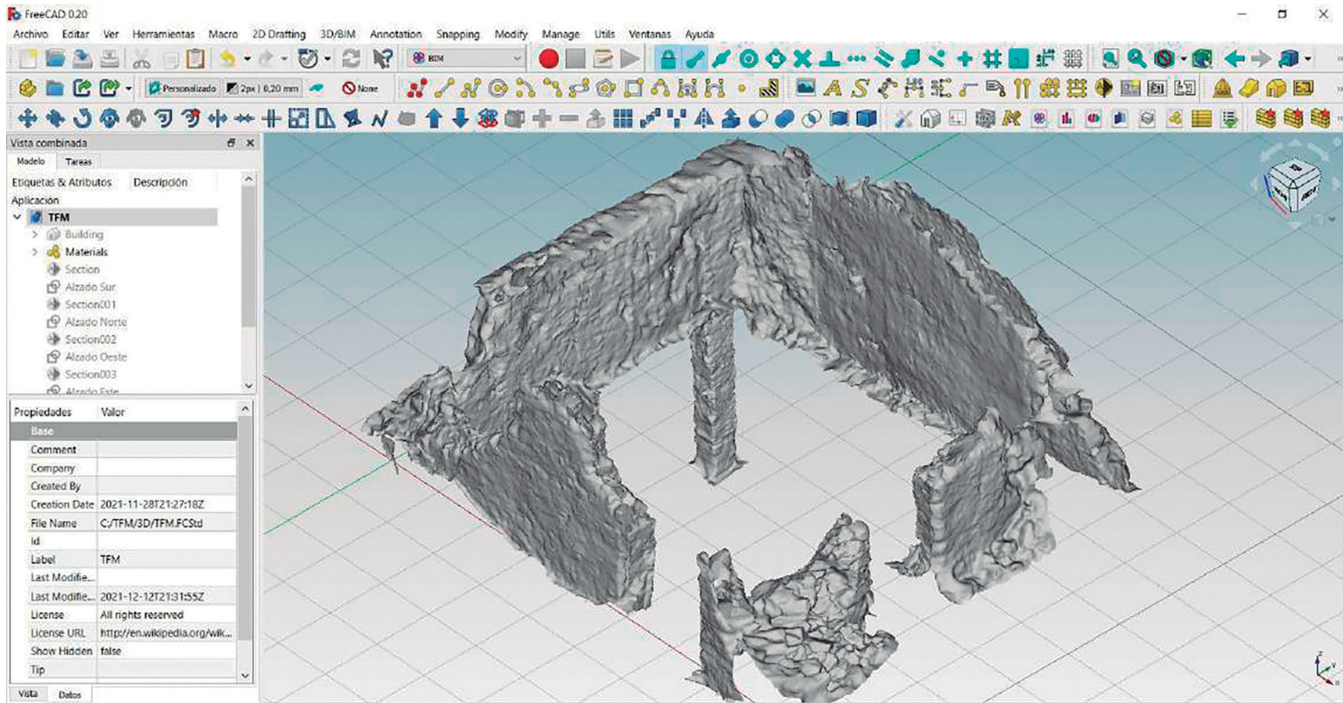 FreeCAD 0.20
Archivo Editar Ver Herramientas Macro 2D Drafting 3D/BIM Annotation Snapping Modify Manage Utils Ventanas Ayuda
BIM
Personalizado 2px | 0,20 mm None
Vista combinada
Modelo Tareas
Etiquetas & Atributos Descripción
Aplicación
TFM
Building
Materials
Section
Alzado Sur
Section001
Alzado Norte
Section002
Alzado Oeste
Section003
Alzado Este
Propiedades Valor
Base
Comment
Company
Created By
Creation Date 2021-11-28T21:27:18Z
File Name C:/TFM/3D/TFM.FCStd
Id
Label TFM
Last Modifie...
Last Modifie... 2021-12-12T21:31:55Z
License All rights reserved
License URL http://en.wikipedia.org/wik...
Show Hidden false
Tip
Vista Datos